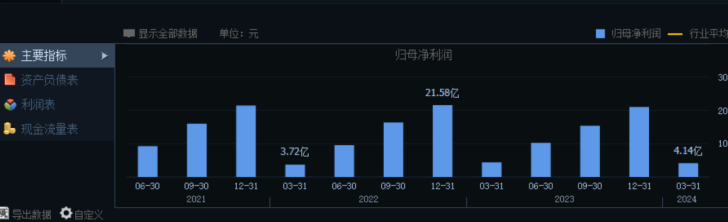 显示全部数据 单位：元
归母净利润 行业平均
主要指标
资产负债表
利润表
现金流量表
归母净利润
30
20
10
3.72亿
21.58亿
4.14亿
06-30 09-30 12-31 03-31 06-30 09-30 12-31 03-31 06-30 09-30 12-31 03-31
2021 2022 2023 2024
导出数据 自定义